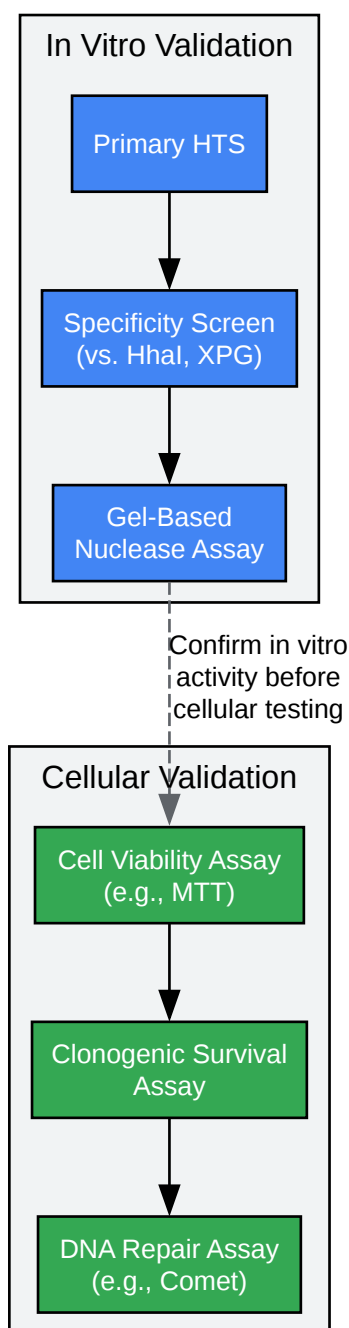 In Vitro Validation
Primary HTS
Specificity Screen
(vs. HhaI, XPG)
Gel-Based
Nuclease Assay
Confirm in vitro
activity before
cellular testing
Cellular Validation
Cell Viability Assay
(e.g., MTT)
Clonogenic Survival
Assay
DNA Repair Assay
(e.g., Comet)